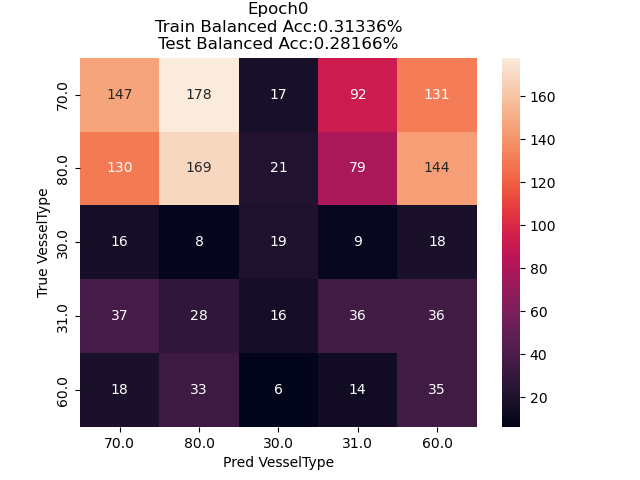 Epoch0
Train Balanced Acc:0.31336%
Test Balanced Acc:0.28166%
70.0 147 178 17 92 131
80.0 130 169 21 79 144
30.0 16 8 19 9 18
31.0 37 28 16 36 36
60.0 18 33 6 14 35
True VesselType
70.0 80.0 30.0 31.0 60.0
Pred VesselType
160
140
120
100
80
60
40
20